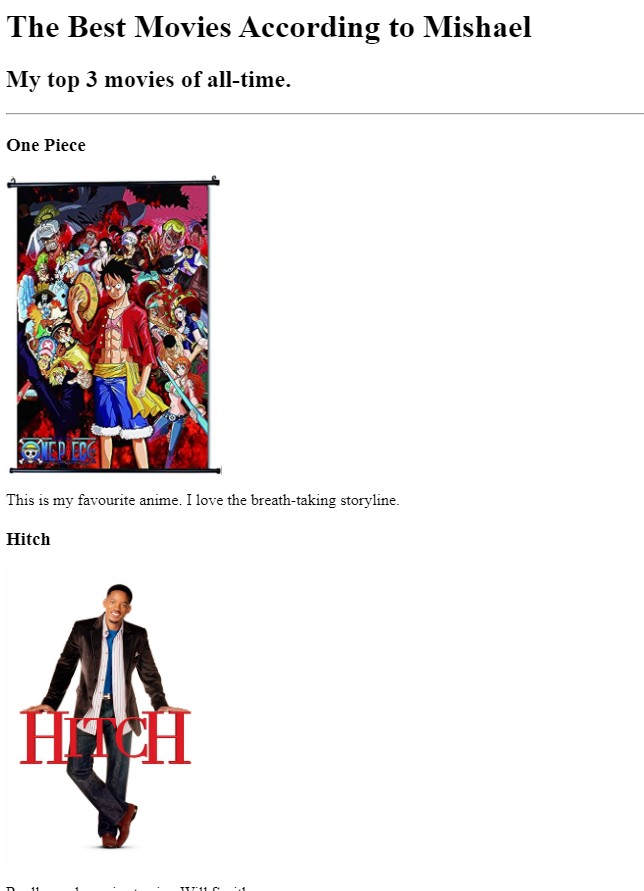 The Best Movies According to Mishael
My top 3 movies of all-time.
One Piece
ONE PIECE
This is my favourite anime. I love the breath-taking storyline.
Hitch
HITCH